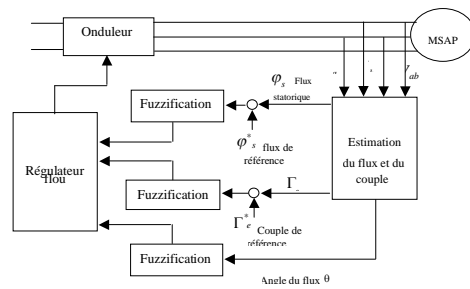 Onduleur
MSAP
ab
φs Flux
statorique
Fuzzification
φ*s flux de
référence
Estimation
du flux et du
couple
Régulateur
flou
Fuzzification
Γ
Γ*e Couple de
référence
Fuzzification
Angle du flux θ